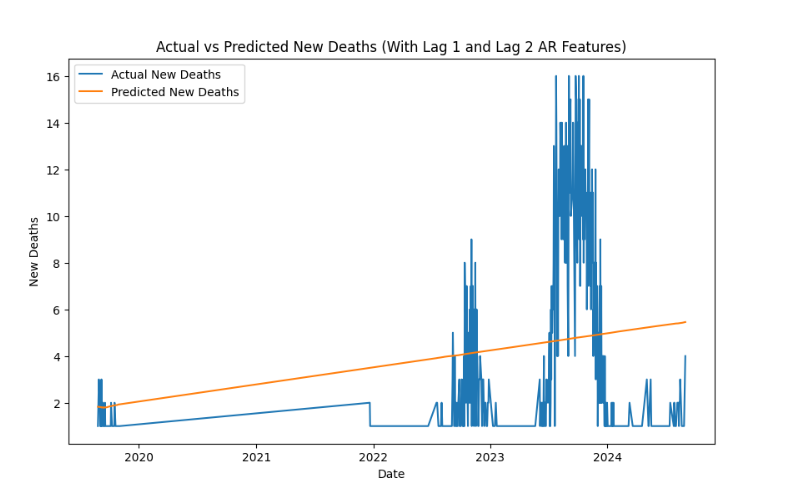 Actual vs Predicted New Deaths (With Lag 1 and Lag 2 AR Features)
Actual New Deaths
Predicted New Deaths
New Deaths
16
14
12
10
8
6
4
2
2020 2021 2022 2023 2024
Date